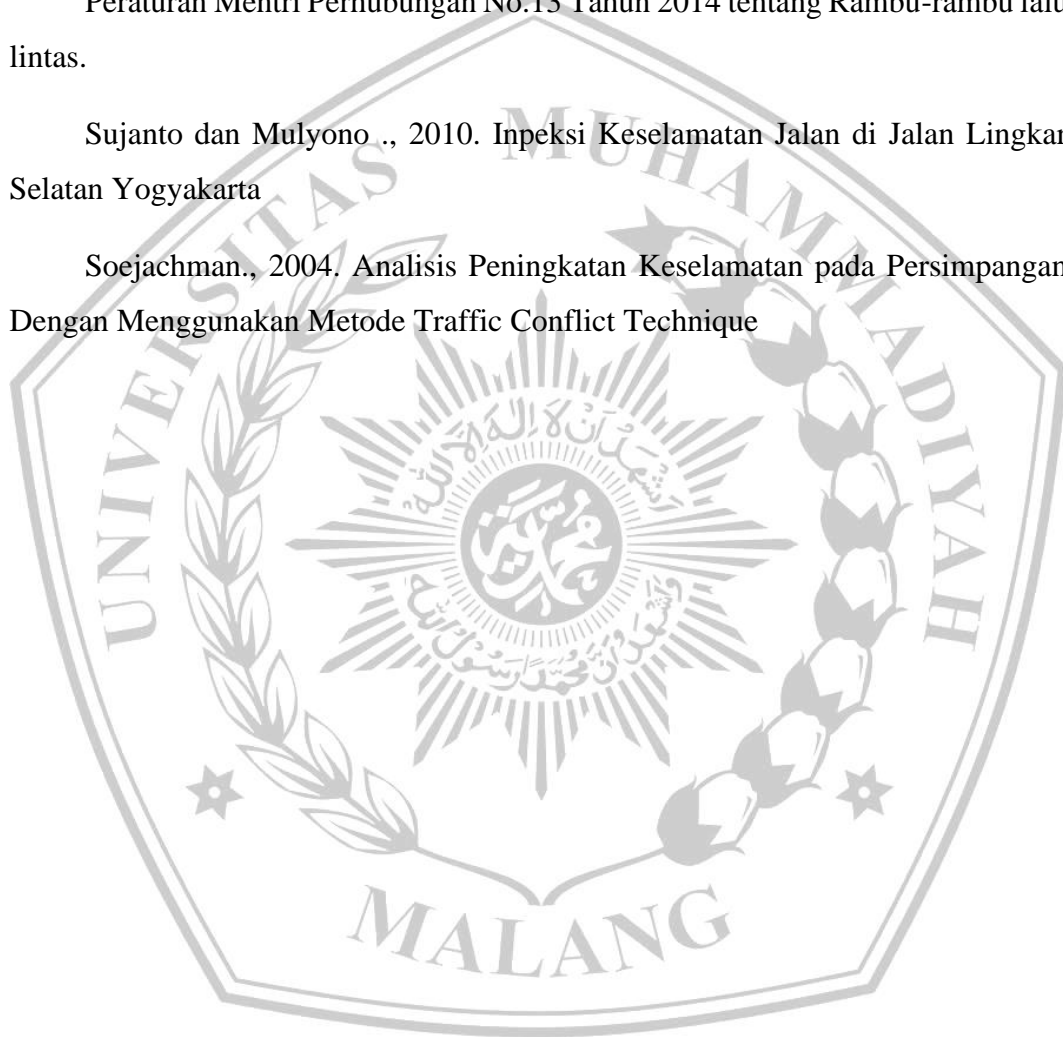 Peraturan Mentri Perhubungan No.13 Tahun 2014 tentang Rambu-rambu lalu
lintas.
Sujanto dan Mulyono ., 2010. Inpeksi Keselamatan Jalan di Jalan Lingkar
Selatan Yogyakarta
Soejachman., 2004. Analisis Peningkatan Keselamatan pada Persimpangan
Dengan Menggunakan Metode Traffic Conflict Technique
UNIVERSITAS MUHAMMADIYAH
MALANG